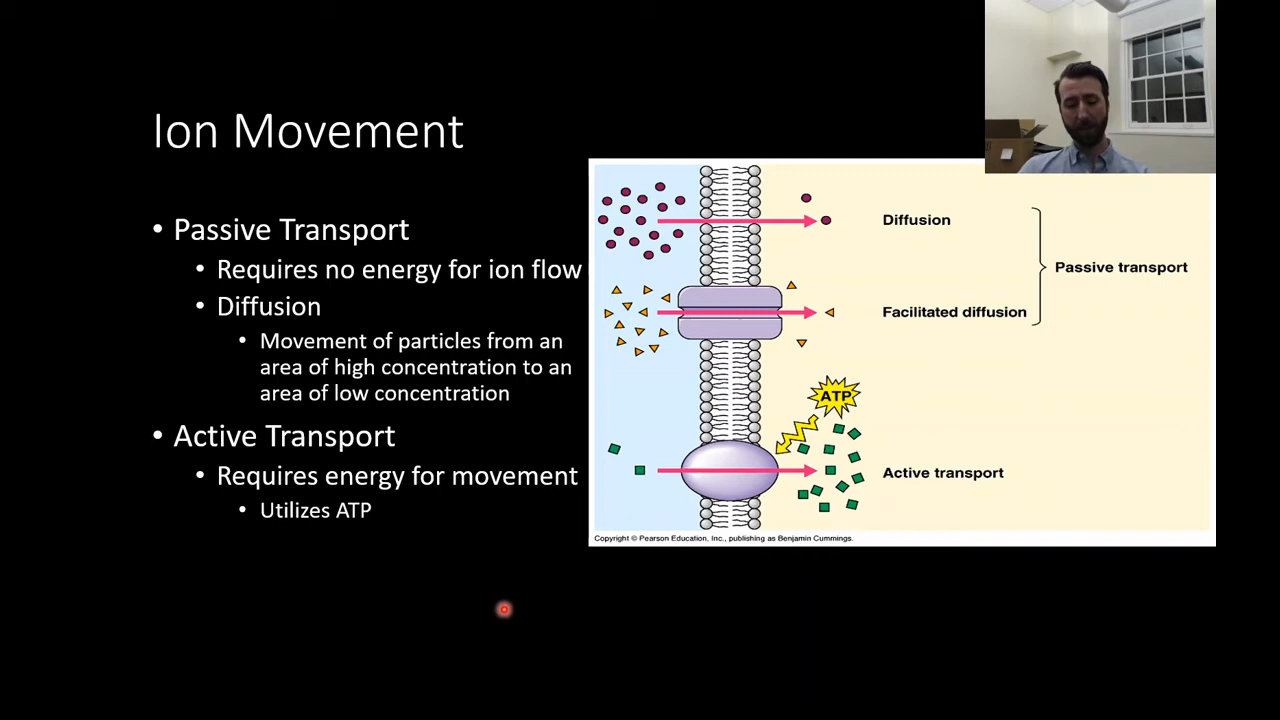 Ion Movement
• Passive Transport
• Requires no energy for ion flow
• Diffusion
• Movement of particles from an
area of high concentration to an
area of low concentration
• Active Transport
• Requires energy for movement
• Utilizes ATP
Diffusion
Passive transport
Facilitated diffusion
ATP
Active transport
Copyright © Pearson Education, Inc., publishing as Benjamin Cummings.